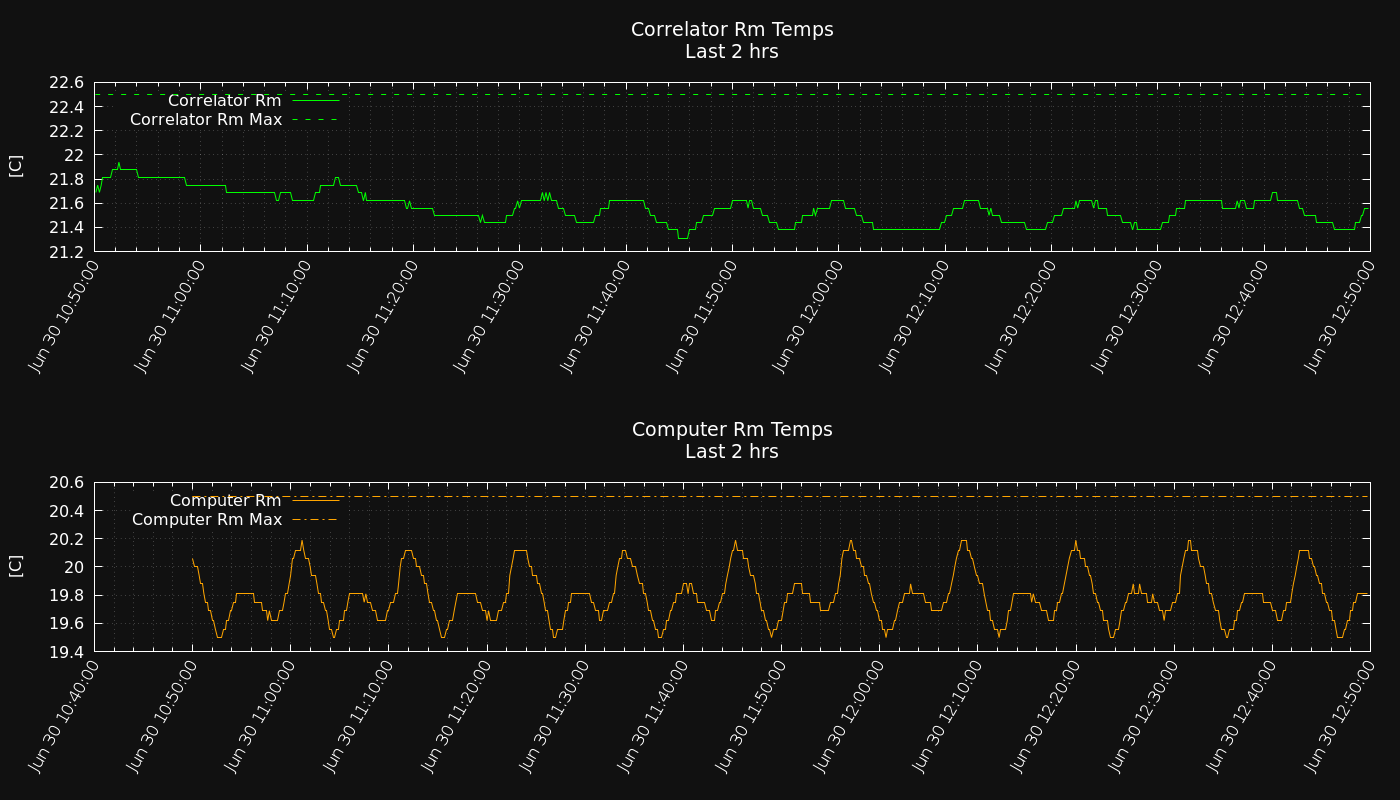 Correlator Rm Temps
Last 2 hrs
22.6
22.4
22.2
22
21.8
21.6
21.4
21.2
[C]
Correlator Rm
Correlator Rm Max
Jun 30 10:50:00
Jun 30 11:00:00
Jun 30 11:10:00
Jun 30 11:20:00
Jun 30 11:30:00
Jun 30 11:40:00
Jun 30 11:50:00
Jun 30 12:00:00
Jun 30 12:10:00
Jun 30 12:20:00
Jun 30 12:30:00
Jun 30 12:40:00
Jun 30 12:50:00
Computer Rm Temps
Last 2 hrs
20.6
20.4
20.2
20
19.8
19.6
19.4
[C]
Computer Rm
Computer Rm Max
Jun 30 10:40:00
Jun 30 10:50:00
Jun 30 11:00:00
Jun 30 11:10:00
Jun 30 11:20:00
Jun 30 11:30:00
Jun 30 11:40:00
Jun 30 11:50:00
Jun 30 12:00:00
Jun 30 12:10:00
Jun 30 12:20:00
Jun 30 12:30:00
Jun 30 12:40:00
Jun 30 12:50:00